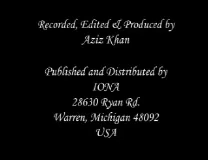 Recorded, Edited & Produced by
Aziz Khan
Published and Distributed by
IONA
28630 Ryan Rd.
Warren, Michigan 48092
USA